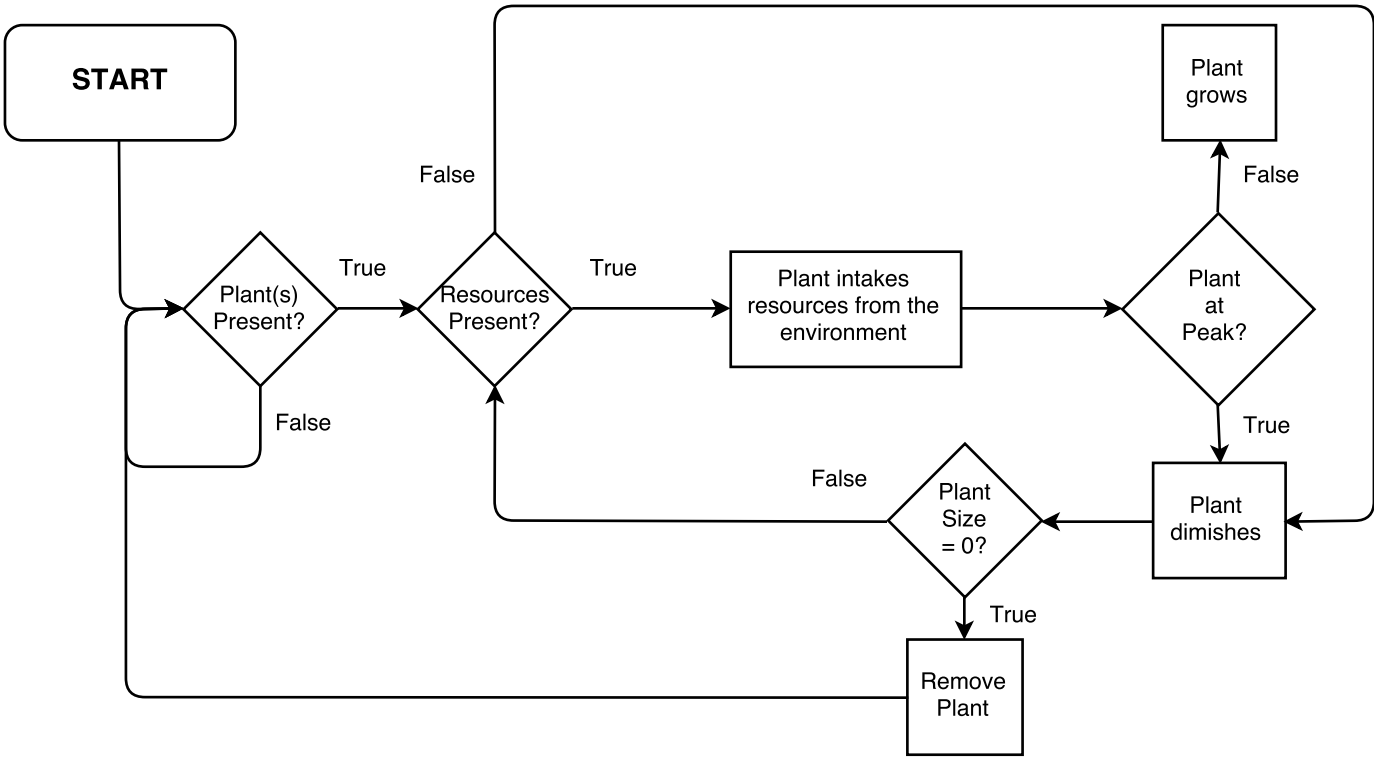 START
Plant
grows
False
False
True
True
Plant(s)
Present?
Resources
Present?
Plant intakes
resources from the
environment
Plant
at
Peak?
False
True
False
Plant
Size
= 0?
Plant
dimishes
True
Remove
Plant